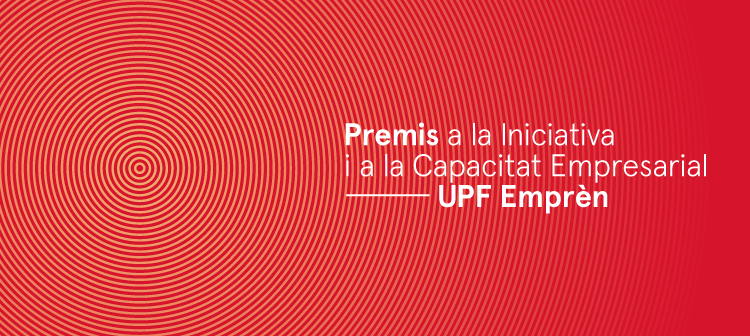 Premis a la Iniciativa
i a la Capacitat Empresarial
UPF Emprèn